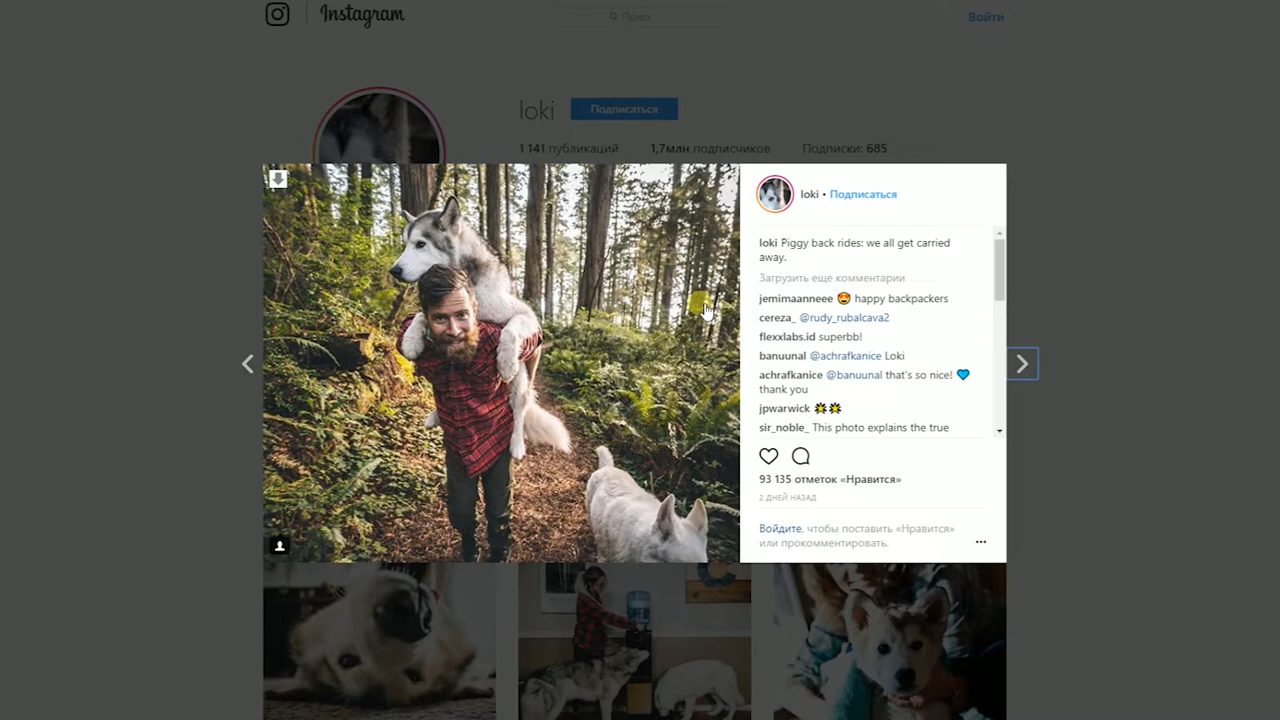 Instagram
Поиск
Войти
loki
Подписаться
1 141 публикаций 1,7млн подписчиков Подписки: 685
loki • Подписаться
loki Piggy back rides: we all get carried
away.
Загрузить еще комментарии
jemimaanneee 😍 happy backpackers
cereza_ @rudy_rubalcava2
flexxlabs.id superbb!
banuunal @achrafkanice Loki
achrafkanice @banuunal that's so nice! 💙
thank you
jpwarwick 💥💥
sir_noble_ This photo explains the true
93 135 отметок «Нравится»
2 ДНЕЙ НАЗАД
Войдите, чтобы поставить «Нравится»
или прокомментировать.